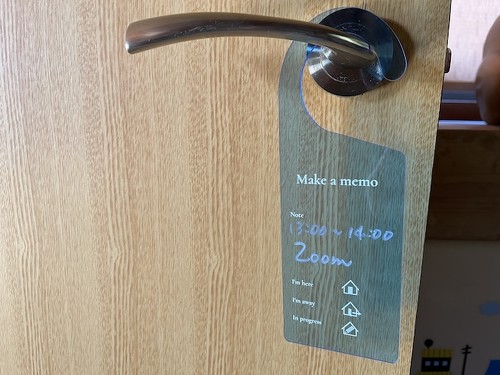 Make a memo
Note
13:00~14:00
Zoom
I'm here
I'm away
In progress